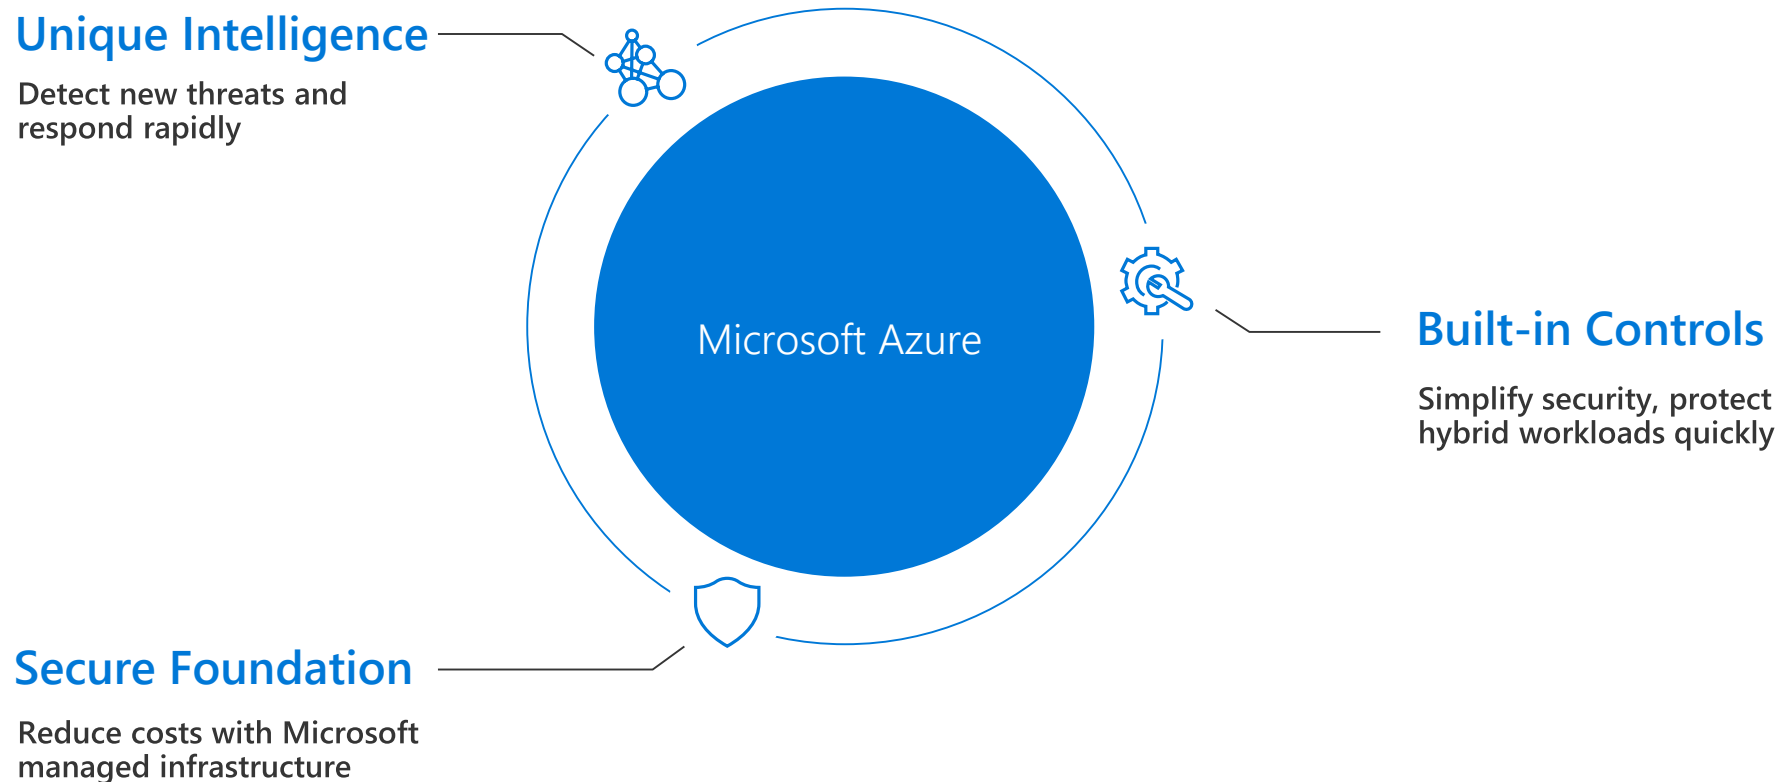 Unique Intelligence
Detect new threats and
respond rapidly
Microsoft Azure
Built-in Controls
Simplify security, protect
hybrid workloads quickly
Secure Foundation
Reduce costs with Microsoft
managed infrastructure